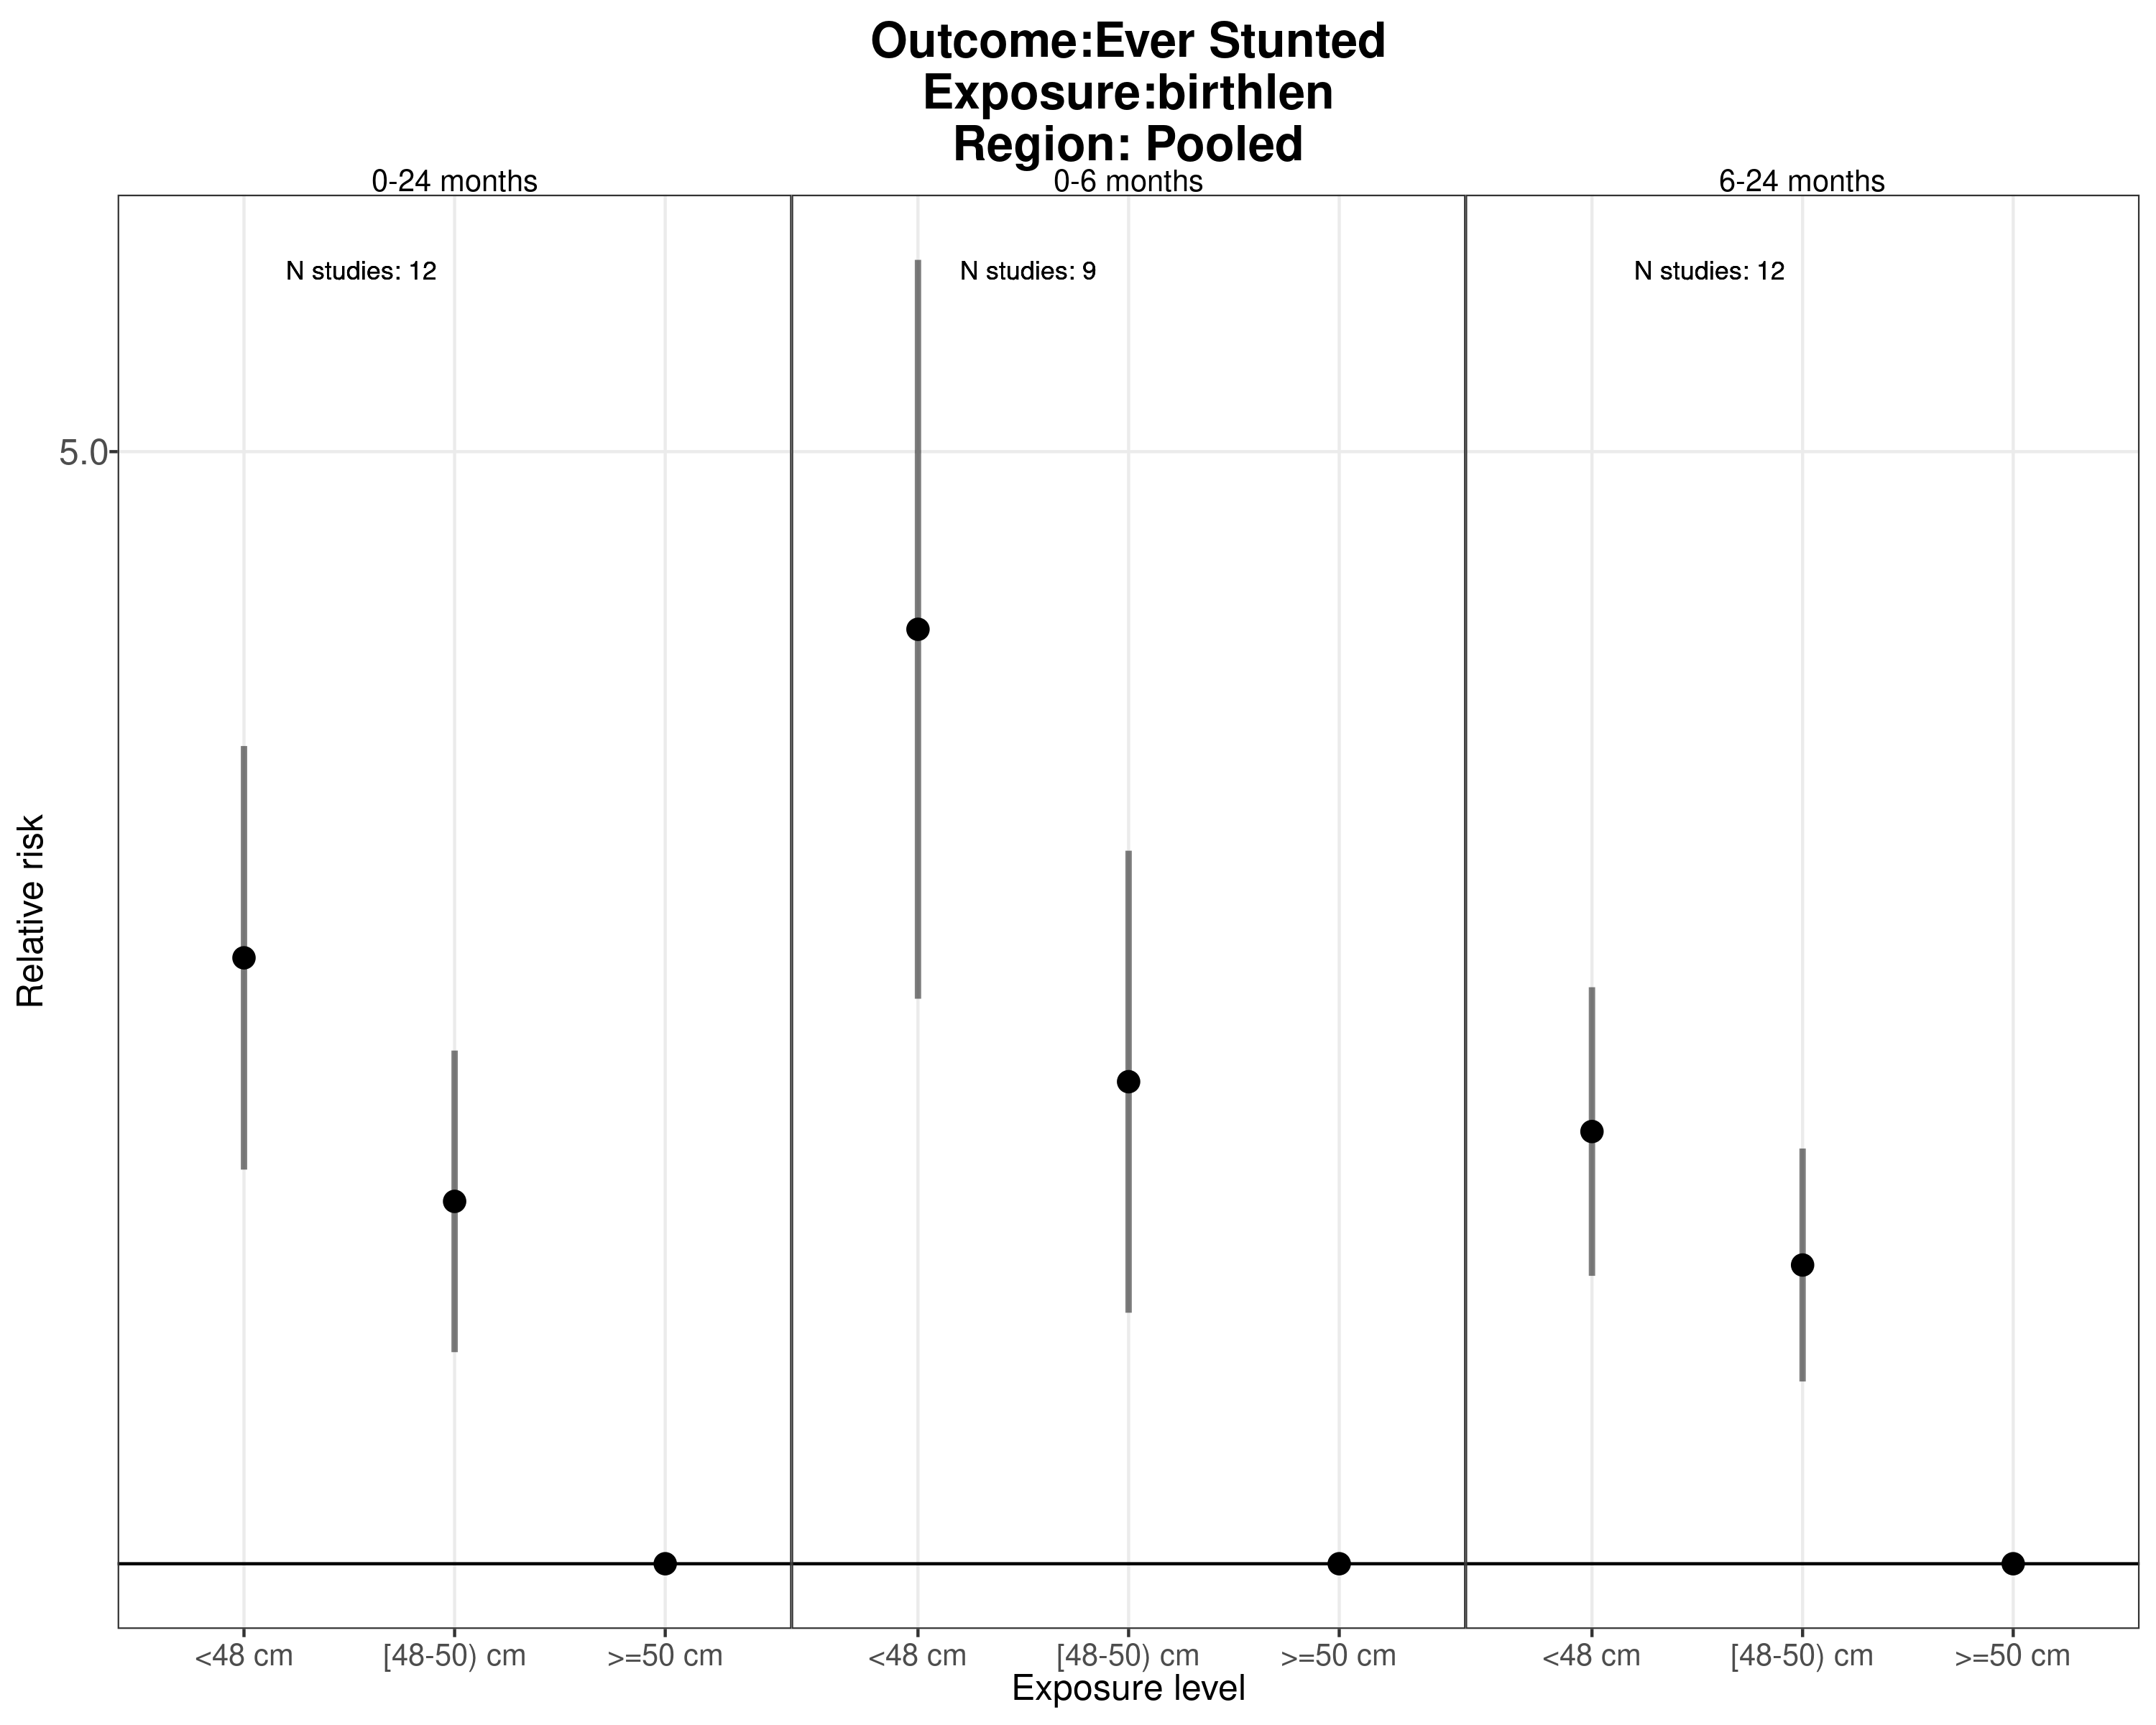 Outcome:Ever Stunted
Exposure:birthlen
Region: Pooled
0-24 months
0-6 months
6-24 months
N studies: 12
N studies: 9
N studies: 12
5.0
Relative risk
<48 cm
[48-50) cm
>=50 cm
<48 cm
[48-50) cm
>=50 cm
<48 cm
[48-50) cm
>=50 cm
Exposure level